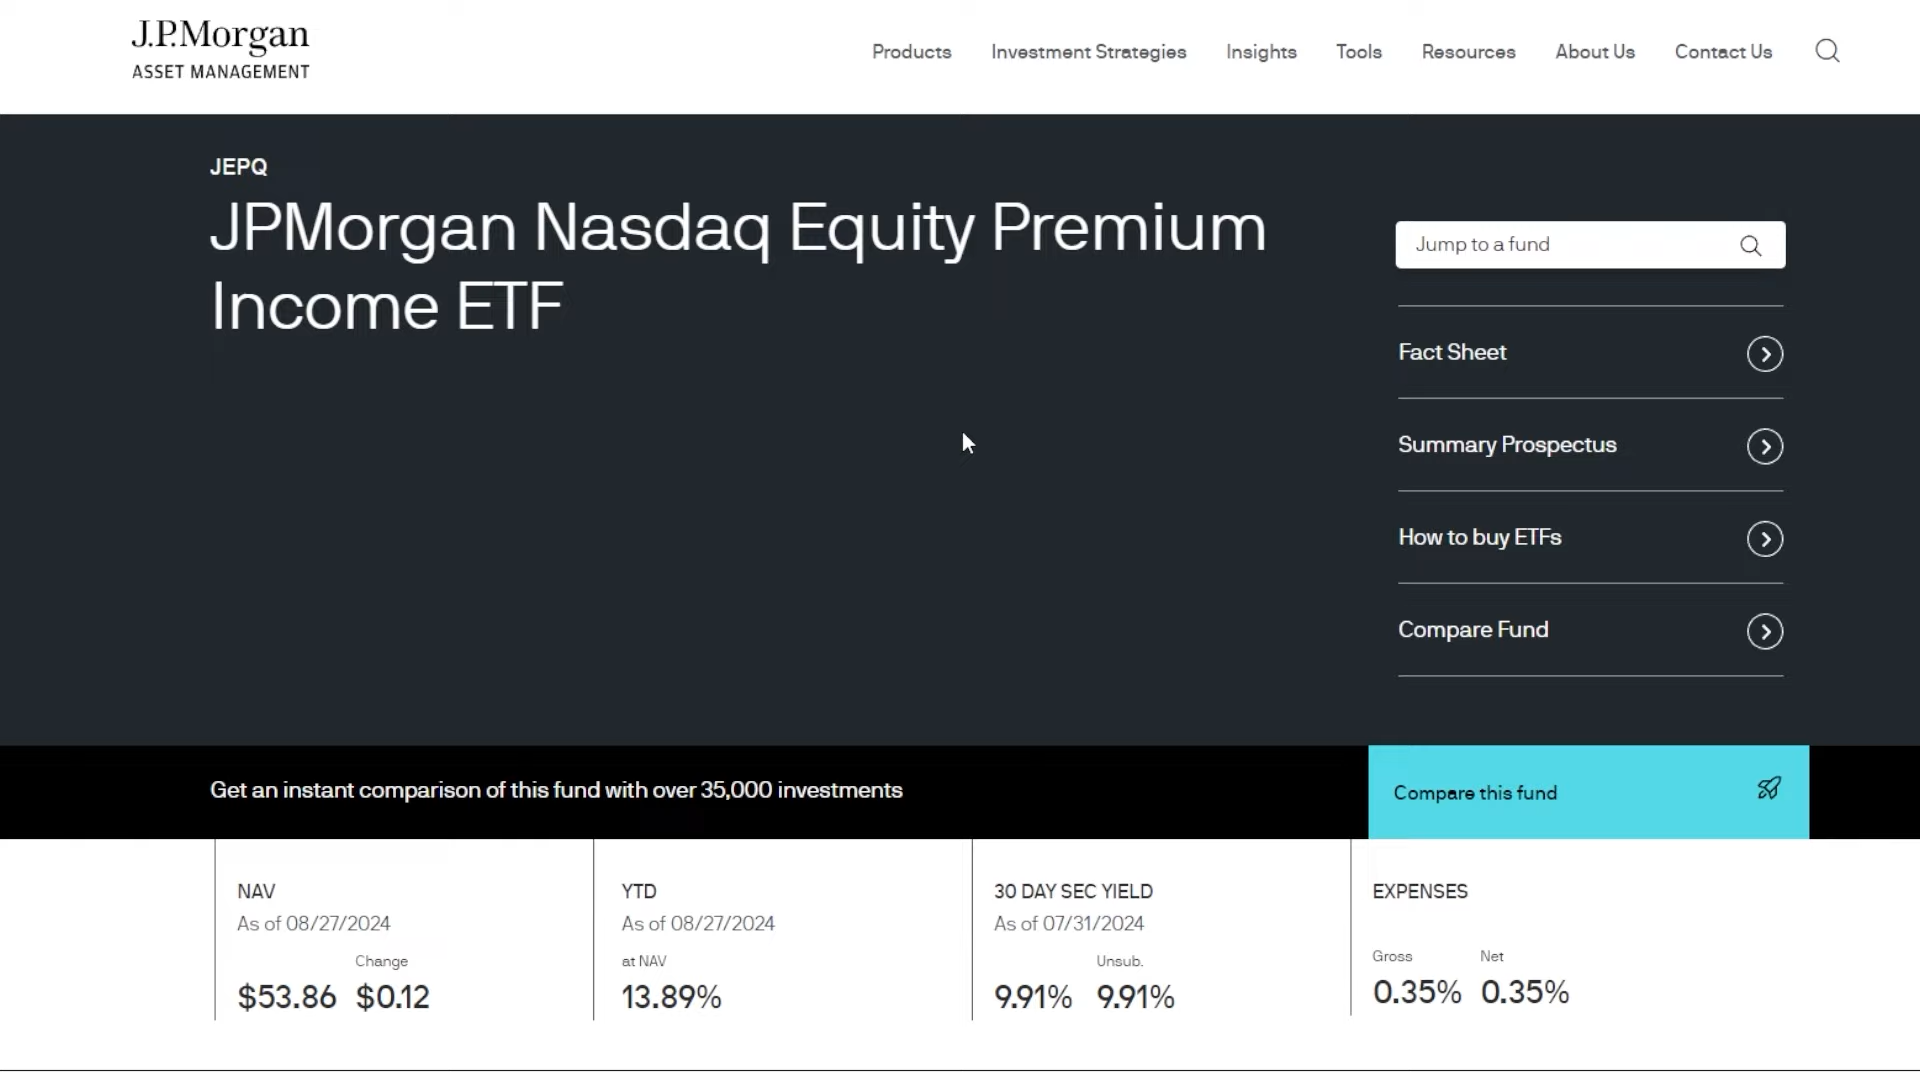 J.P.Morgan
ASSET MANAGEMENT
Products Investment Strategies Insights Tools Resources About Us Contact Us
JEPQ
JPMorgan Nasdaq Equity Premium
Income ETF
Jump to a fund
Fact Sheet
Summary Prospectus
How to buy ETFs
Compare Fund
Get an instant comparison of this fund with over 35,000 investments
Compare this fund
NAV
As of 08/27/2024
Change
$53.86 $0.12
YTD
As of 08/27/2024
at NAV
13.89%
30 DAY SEC YIELD
As of 07/31/2024
Unsub.
9.91% 9.91%
EXPENSES
Gross Net
0.35% 0.35%